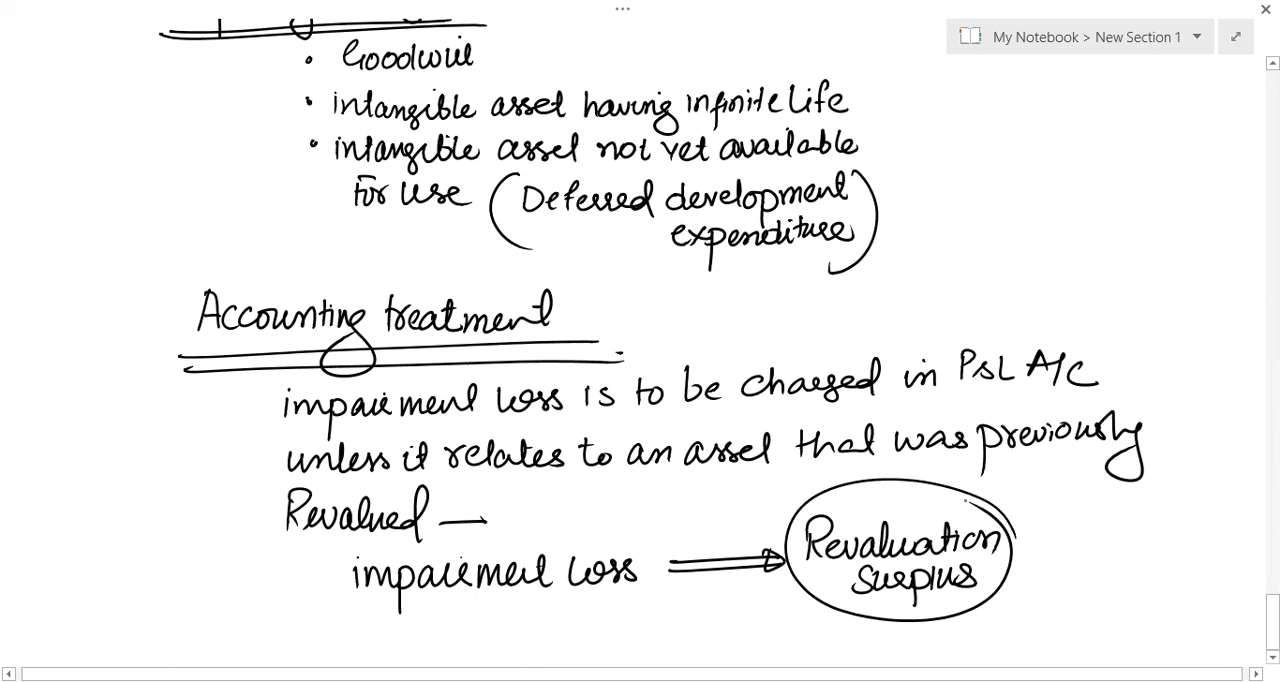 My Notebook > New Section 1
• Goodwill
• intangible asset having infinite life
• intangible asset not yet available
for use (Deferred development
expenditure)
Accounting treatment
impairment loss is to be charged in P&L A/C
unless it relates to an asset that was previously
Revalued —
impairment loss ⇒ Revaluation
surplus